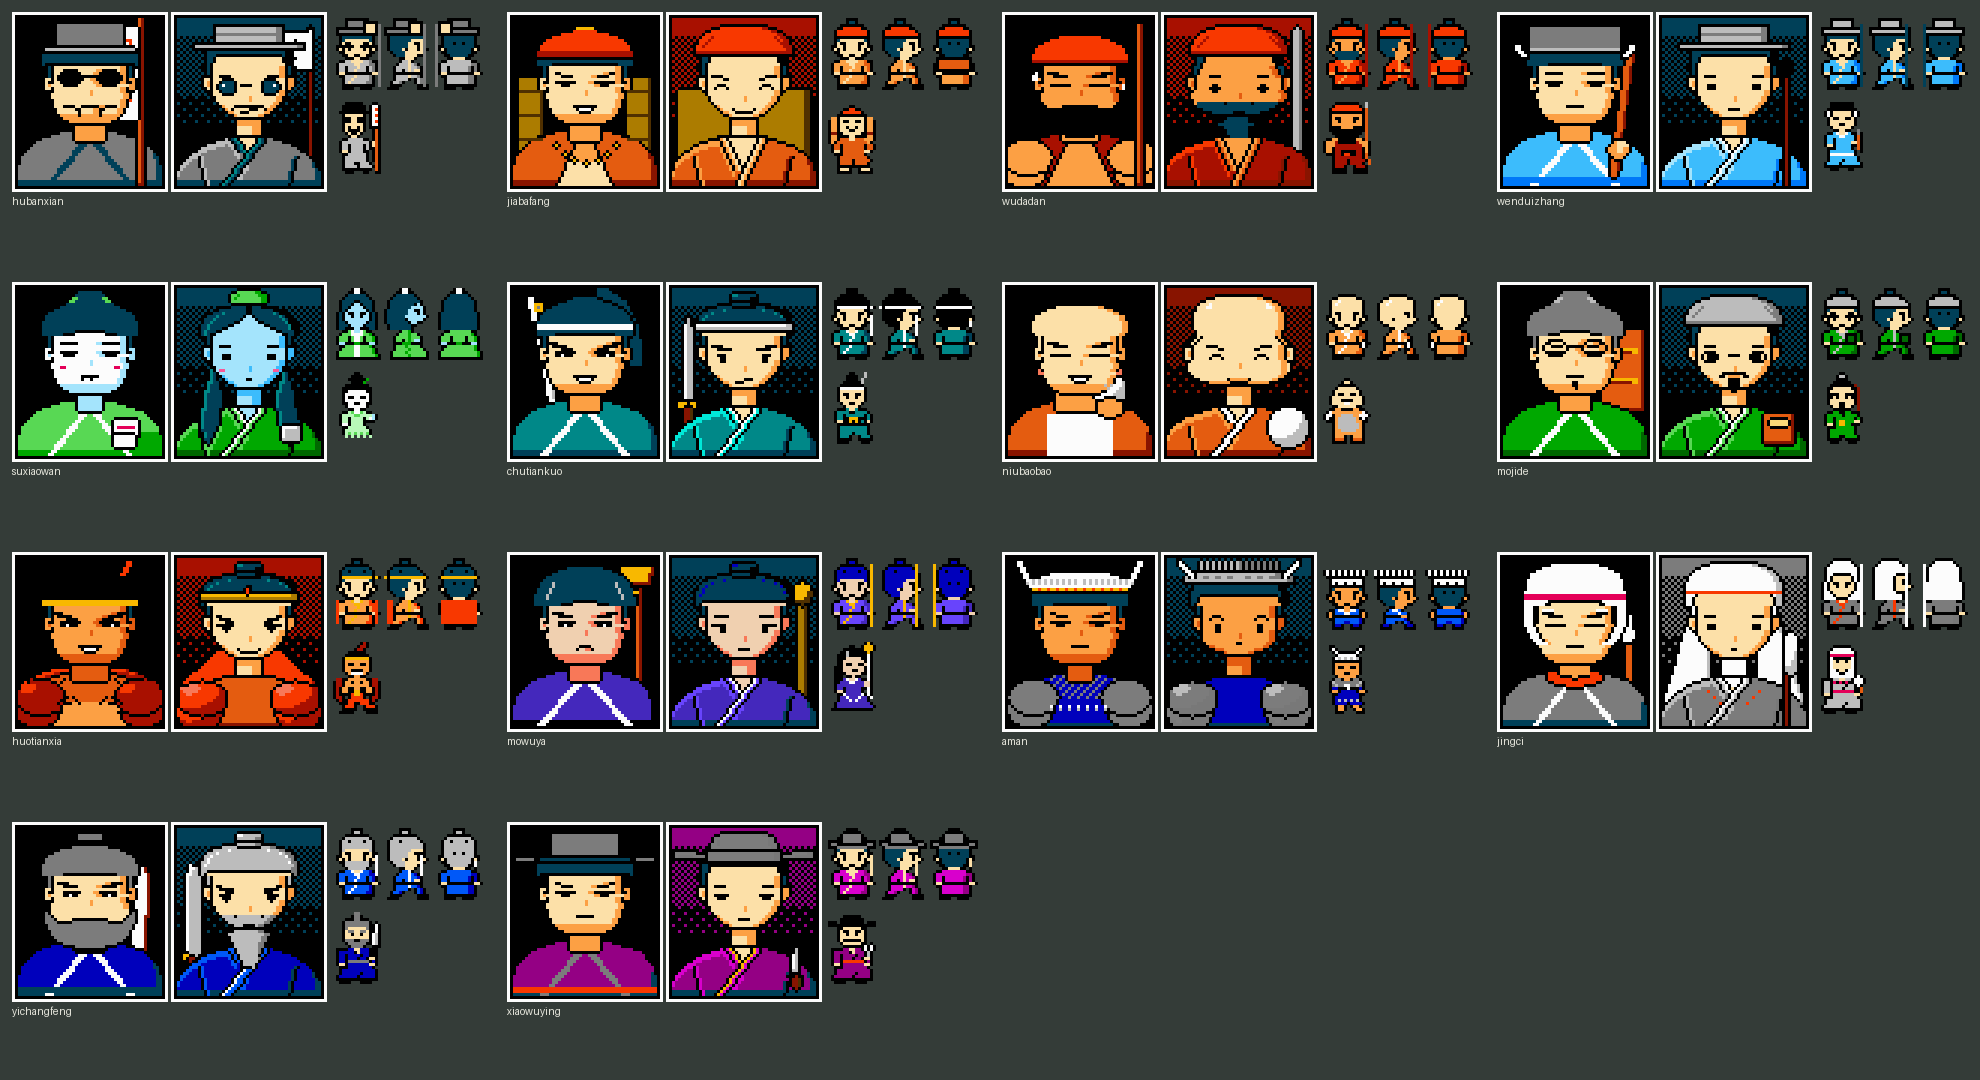 hubanxian
jiabafang
wudadan
wenduizhang
suxiaowan
chutiankuo
niubaobao
mojide
huotianxia
mowuya
aman
jingci
yichangfeng
xiaowuying